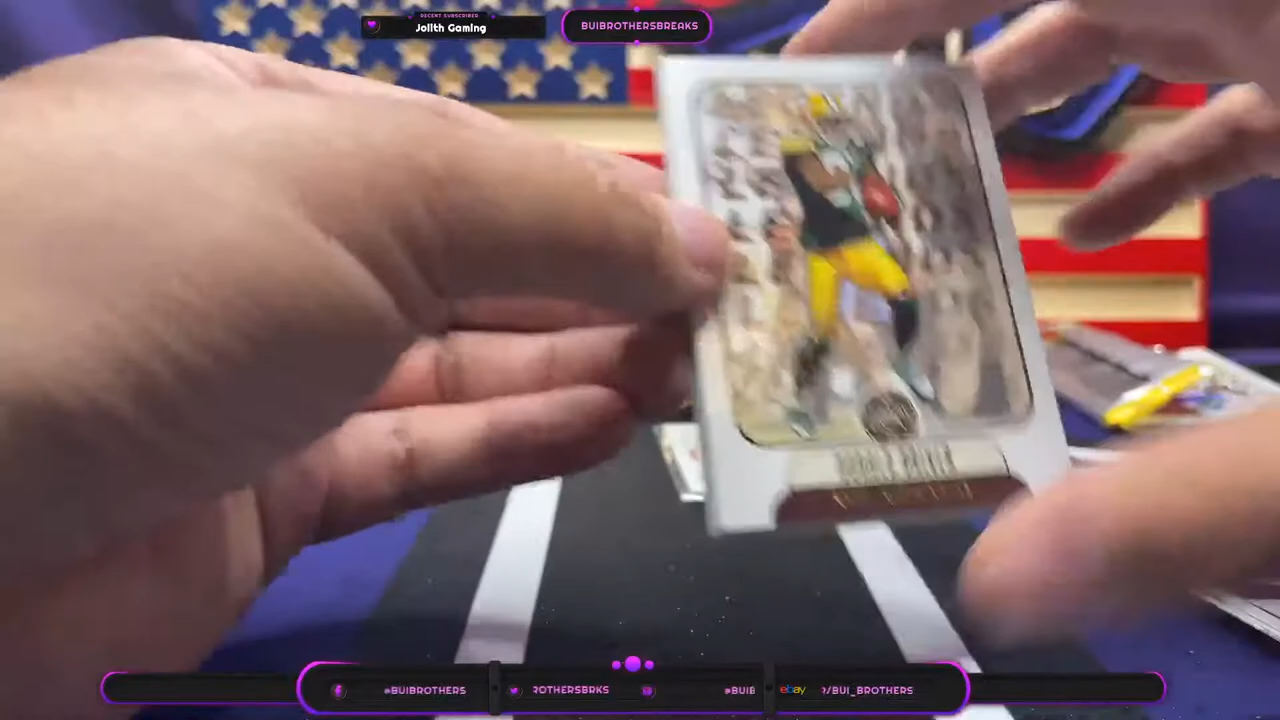 RECENT SUBSCRIBER
Jolith Gaming
BUIBROTHERSBREAKS
@BUIBROTHERS
ROTHERSBRKS
@BUIB
ebay
/BUI_BROTHERS